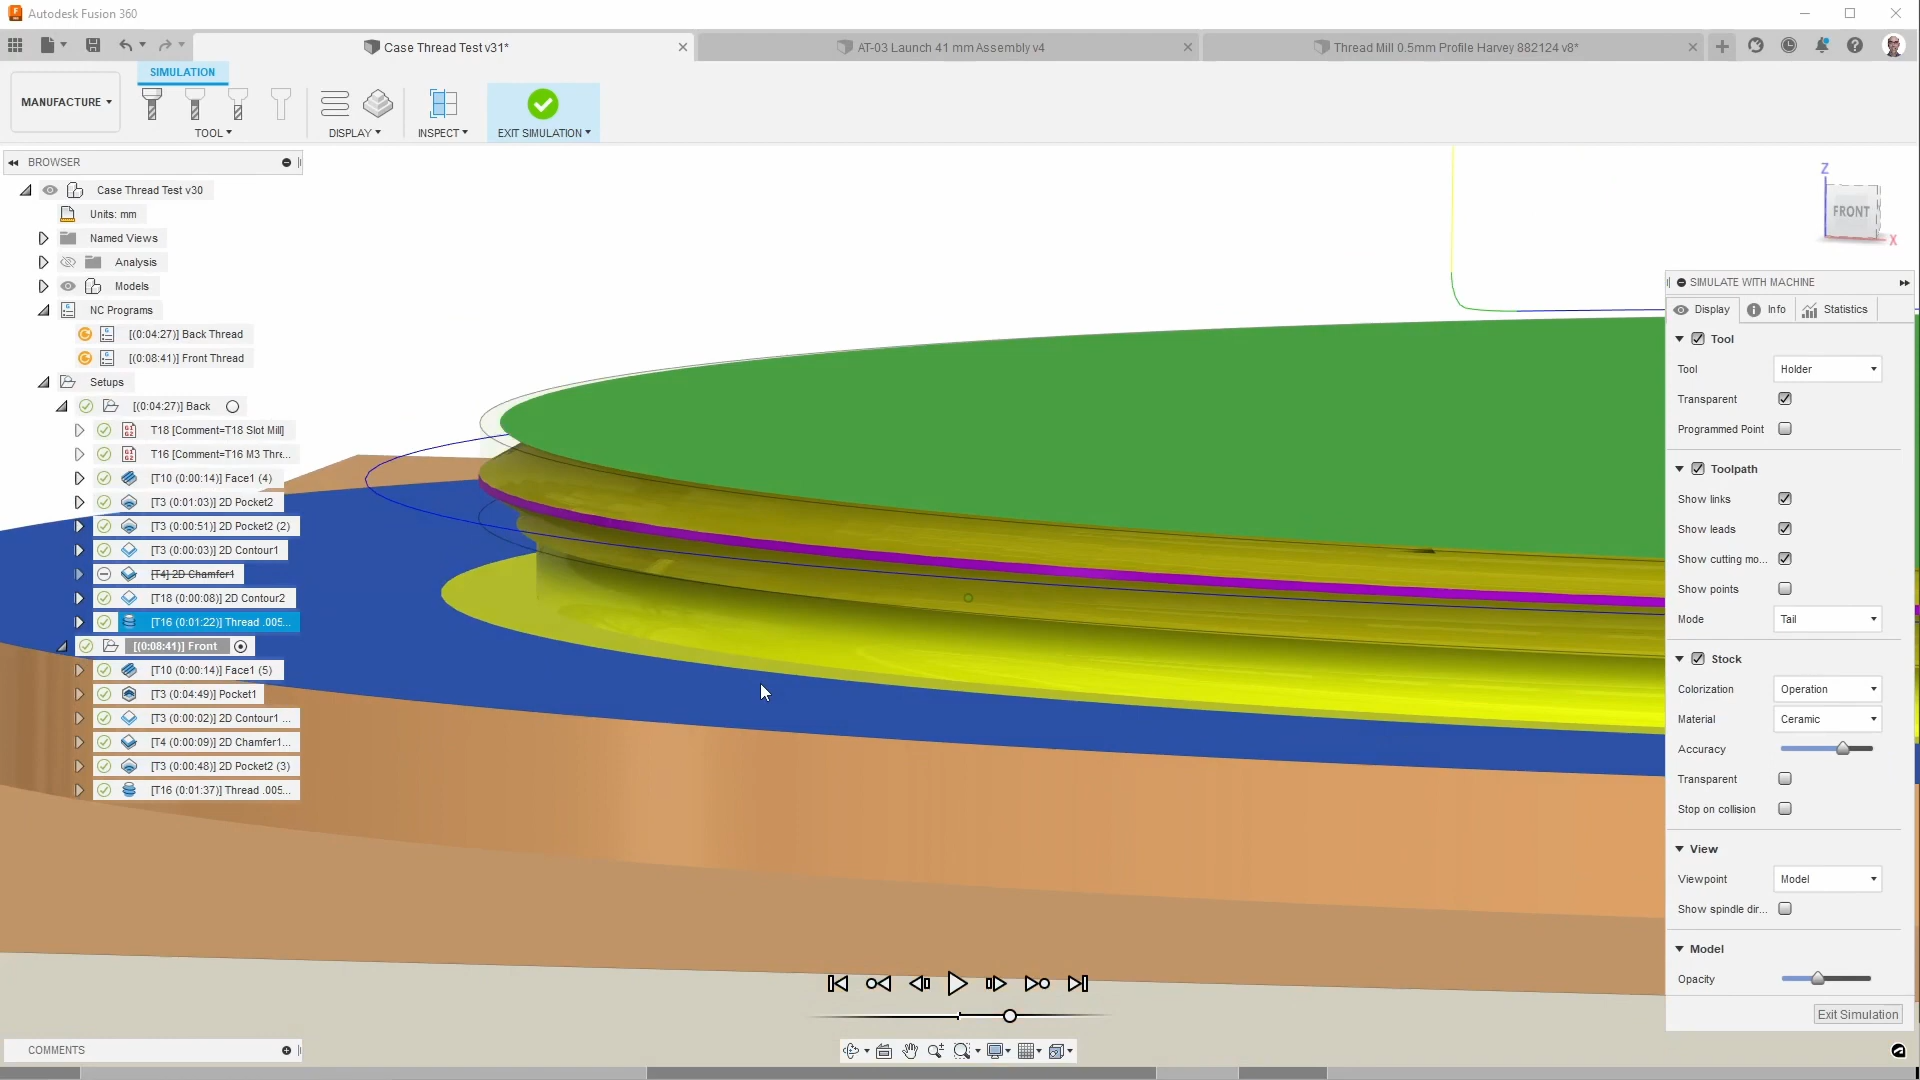 Autodesk Fusion 360
Case Thread Test v31*
AT-03 Launch 41 mm Assembly v4
Thread Mill 0.5mm Profile Harvey 882124 v8*
SIMULATION
MANUFACTURE
TOOL
DISPLAY
INSPECT
EXIT SIMULATION
BROWSER
Case Thread Test v30
Units: mm
Named Views
Analysis
Models
NC Programs
[(0:04:27)] Back Thread
[(0:08:41)] Front Thread
Setups
[(0:04:27)] Back
T18 [Comment=T18 Slot Mill]
T16 [Comment=T16 M3 Thre...
[T10 (0:00:14)] Face1 (4)
[T3 (0:01:03)] 2D Pocket2
[T3 (0:00:51)] 2D Pocket2 (2)
[T3 (0:00:03)] 2D Contour1
[T4] 2D Chamfer1
[T18 (0:00:08)] 2D Contour2
[T16 (0:01:22)] Thread .005...
[(0:08:41)] Front
[T10 (0:00:14)] Face1 (5)
[T3 (0:04:49)] Pocket1
[T3 (0:00:02)] 2D Contour1 ...
[T4 (0:00:09)] 2D Chamfer1...
[T3 (0:00:48)] 2D Pocket2 (3)
[T16 (0:01:37)] Thread .005...
COMMENTS
Z
FRONT
X
SIMULATE WITH MACHINE
Display
Info
Statistics
Tool
Tool
Holder
Transparent
Programmed Point
Toolpath
Show links
Show leads
Show cutting mo...
Show points
Mode
Tail
Stock
Colorization
Operation
Material
Ceramic
Accuracy
Transparent
Stop on collision
View
Viewpoint
Model
Show spindle dir...
Model
Opacity
Exit Simulation